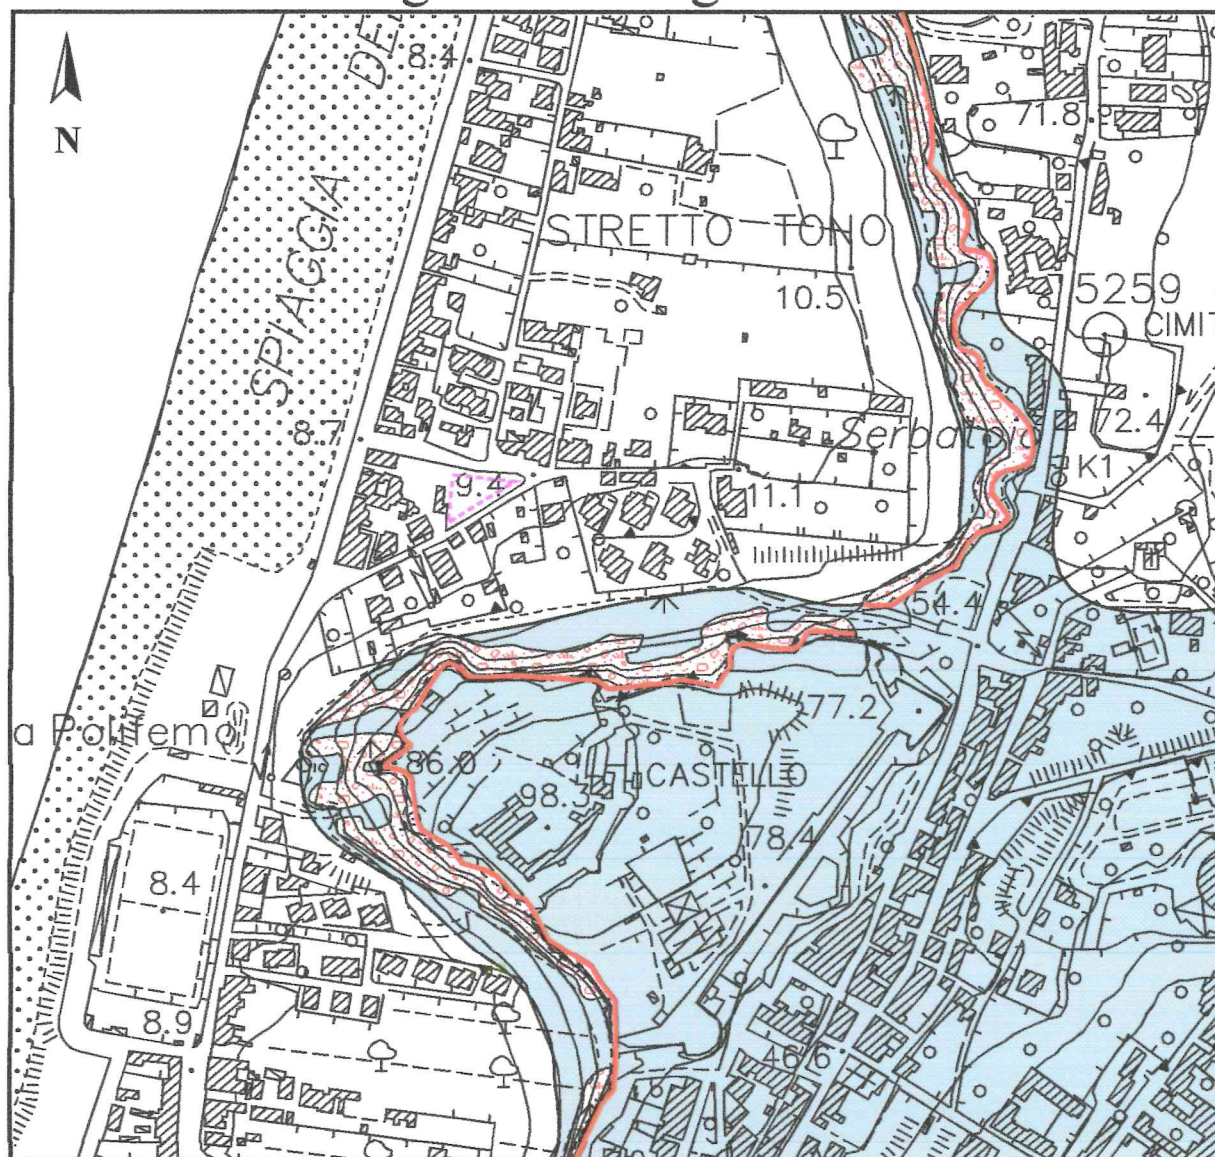 DE
8.4
N
71.8
SPIAGGIA
STRETTO TONO
10.5
5259
CIMIT
8.7
72.4
Serbatoio
K1
9.4
11.1
54.4
77.2
a Polifemo
86.0
CASTELLO
98.3
78.4
8.4
8.9
46.6